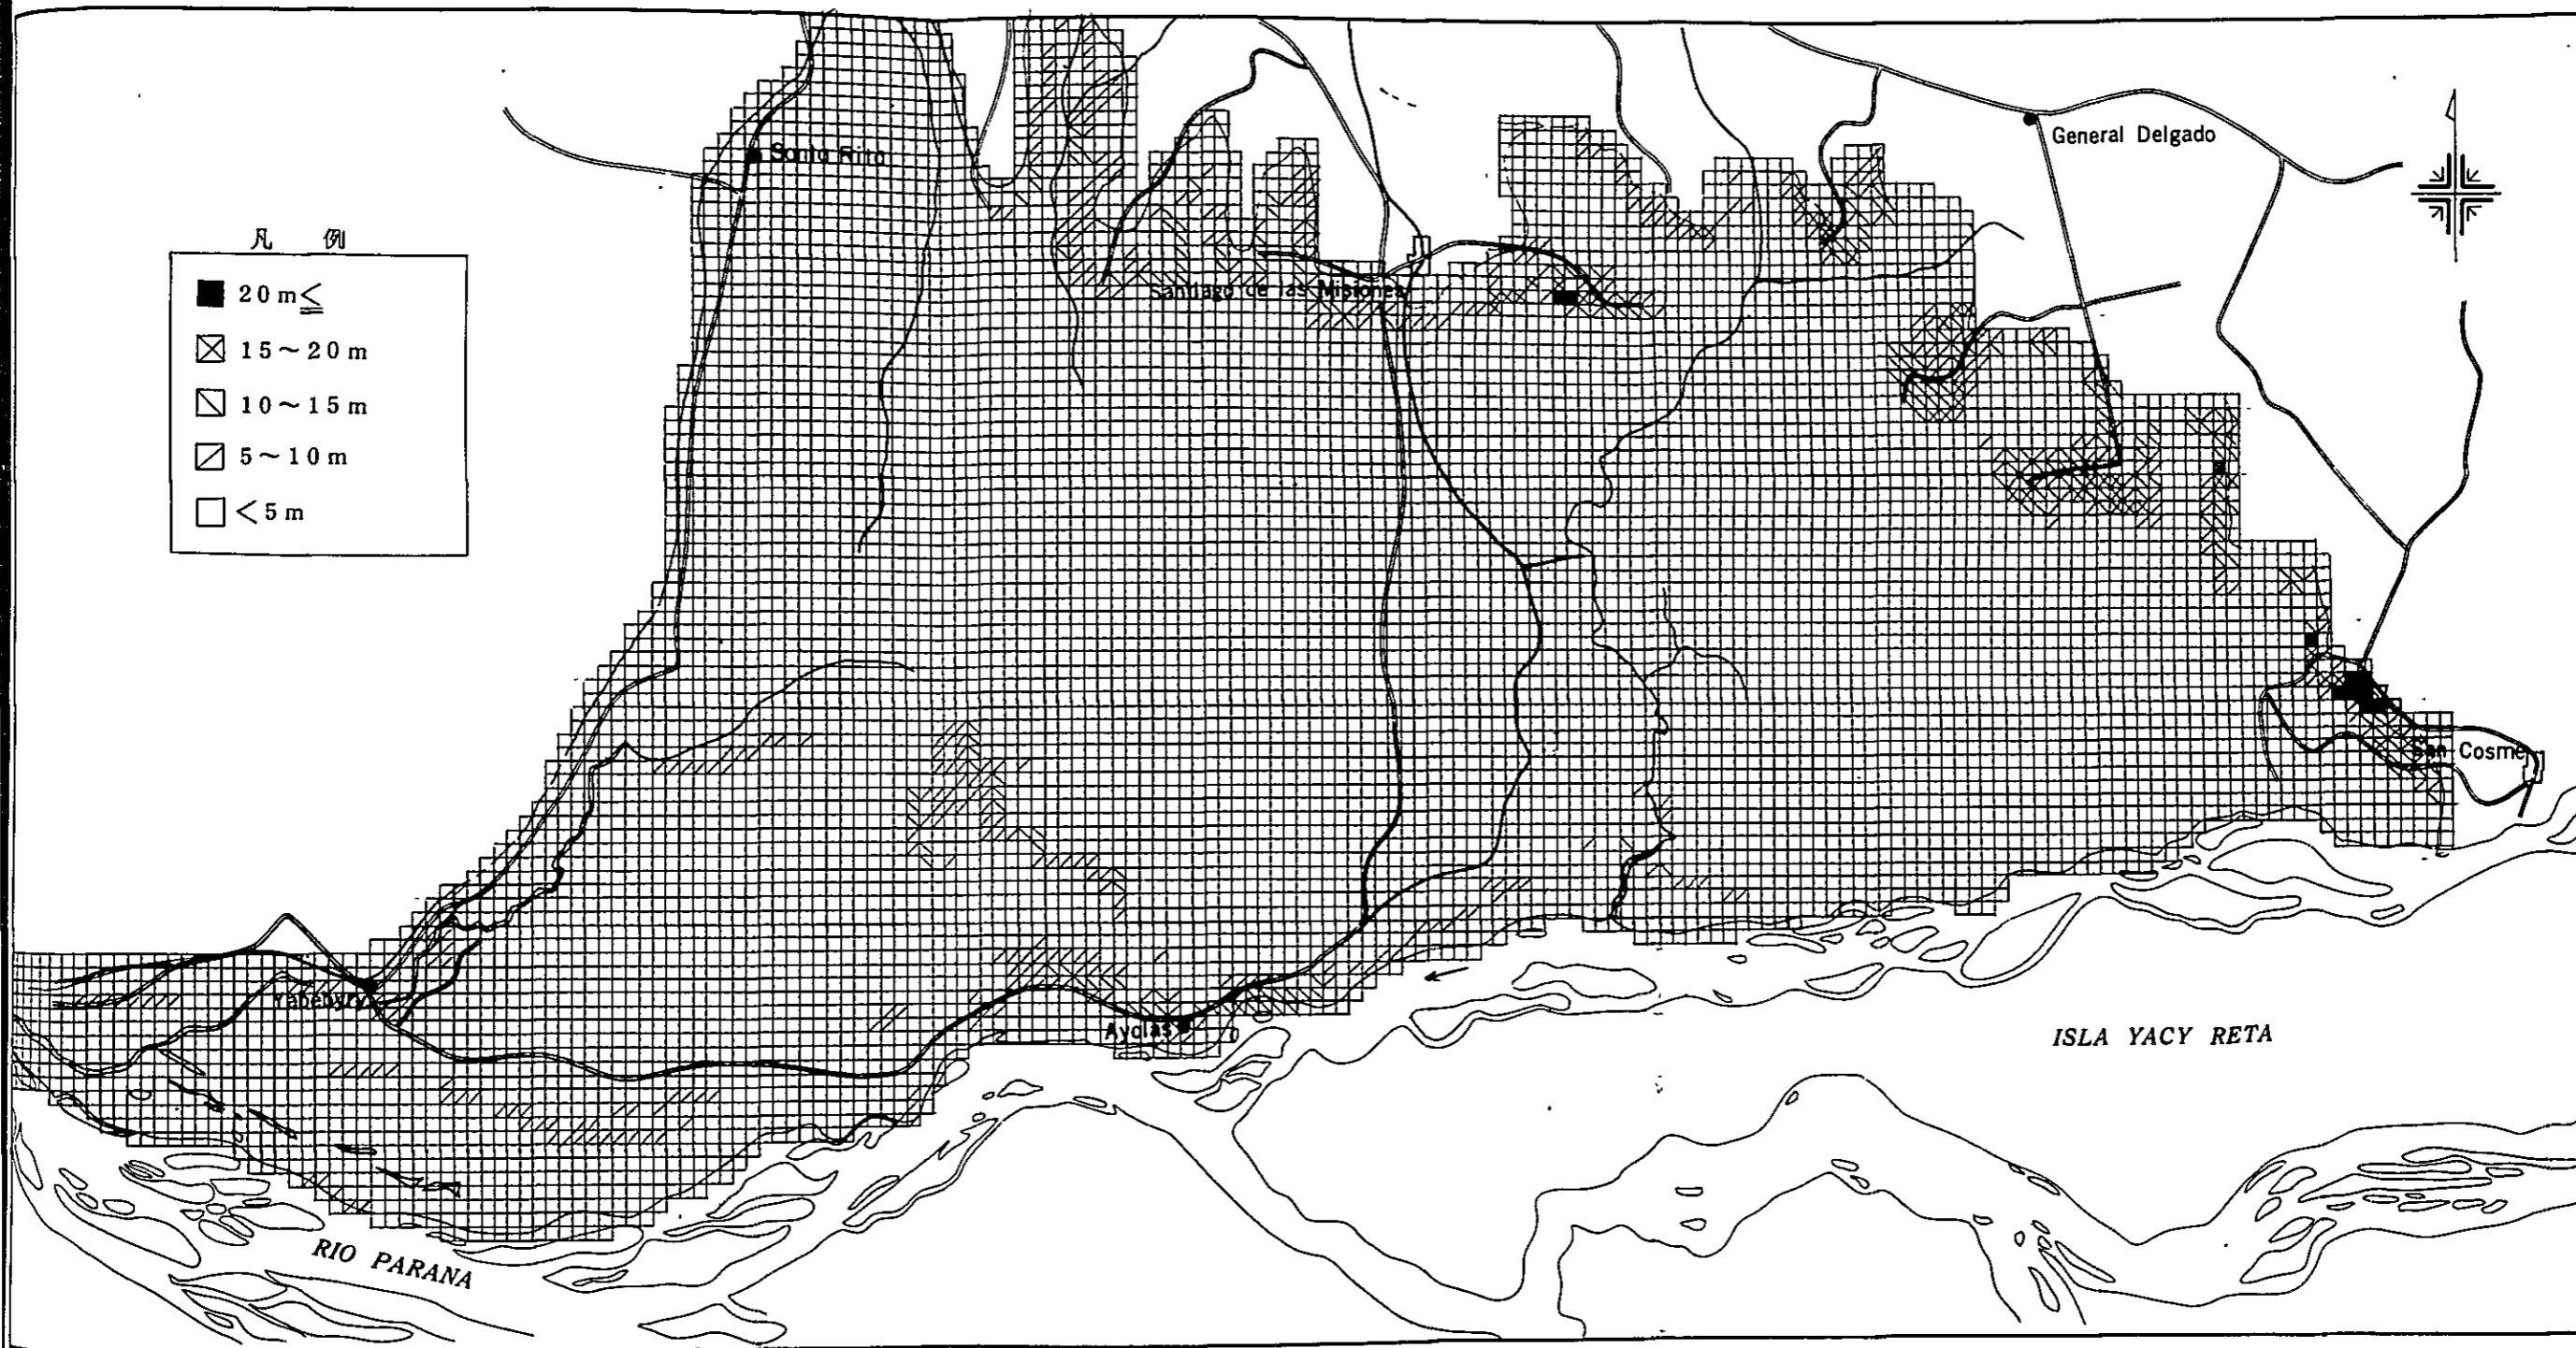 General Delgado
Santa Rita
凡 例
20m≦
15~20m
10~15m
5~10m
<5m
Santiago de las Misiones
San Cosme
Yabebyry
Ayolas
ISLA YACY RETA
RIO PARANA